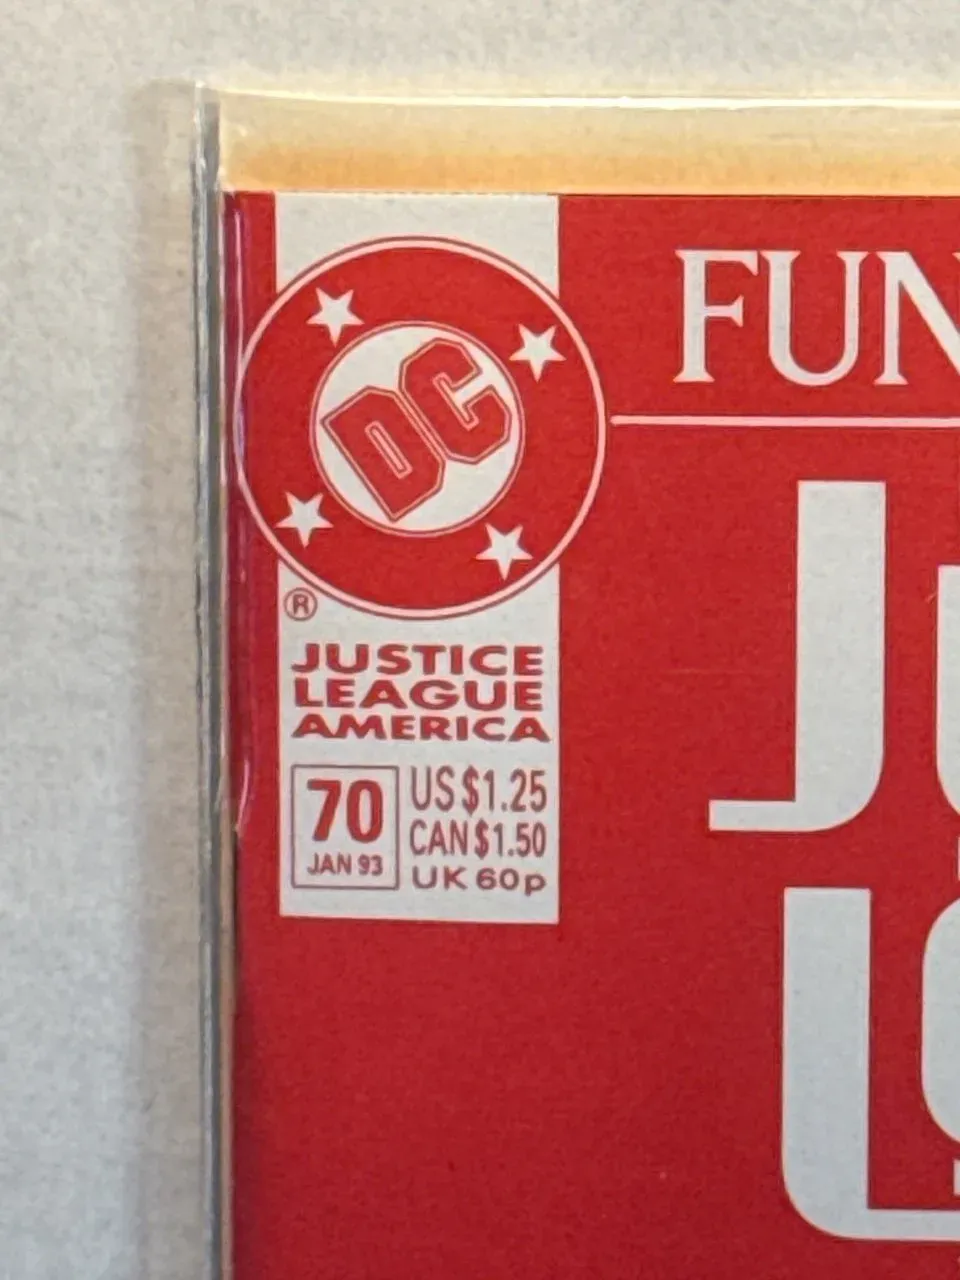 DC
®
JUSTICE
LEAGUE
AMERICA
70
JAN 93
US $1.25
CAN $1.50
UK 60p
FUN